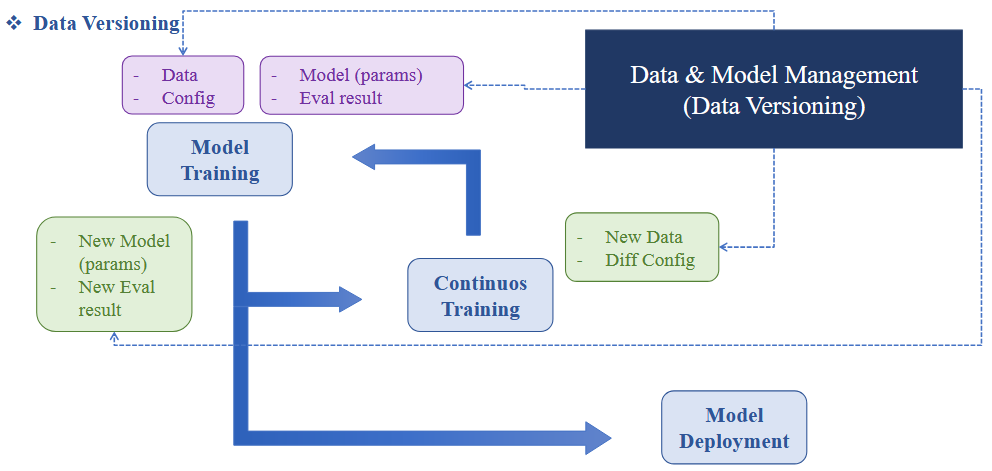 ❖ Data Versioning
- Data
- Config
- Model (params)
- Eval result
Data & Model Management
(Data Versioning)
Model
Training
- New Model
(params)
- New Eval
result
- New Data
- Diff Config
Continuos
Training
Model
Deployment